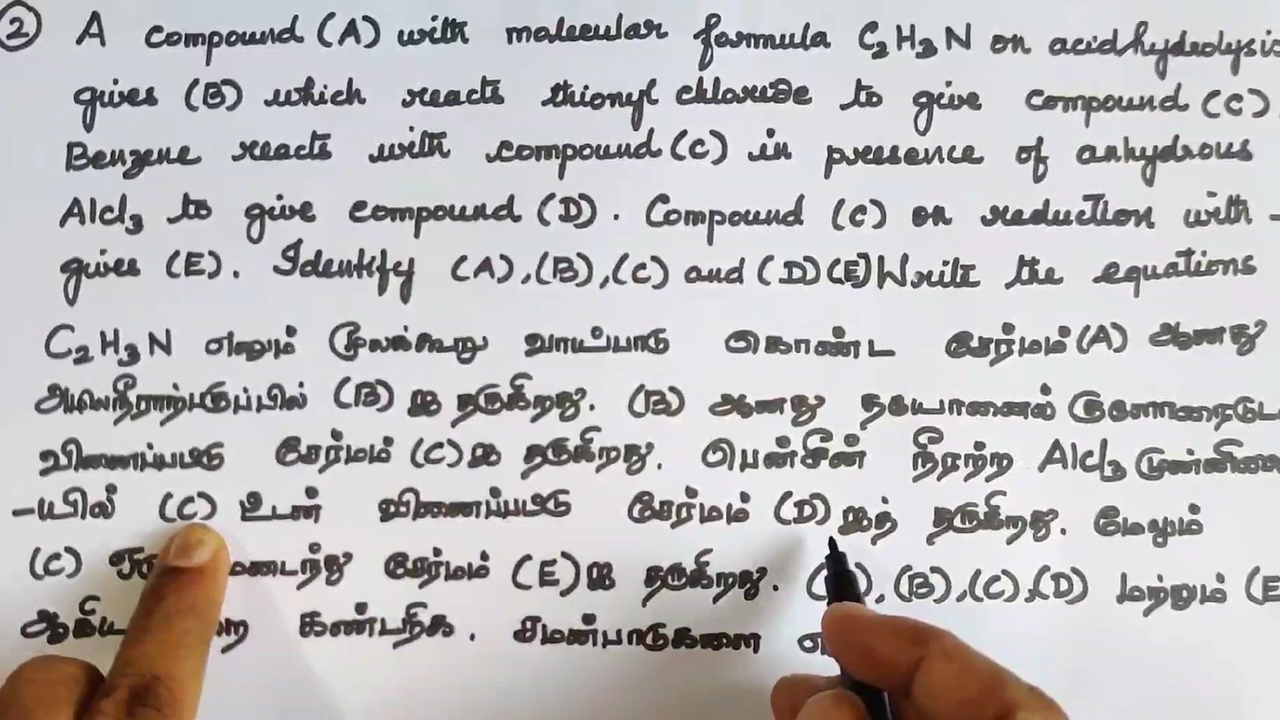 ② A compound (A) with molecular formula C₂H₃N on acid hydrolysis
gives (B) which reacts thionyl chloride to give compound (C).
Benzene reacts with compound (C) in presence of anhydrous
AlCl₃ to give compound (D). Compound (C) on reduction with -
gives (E). Identify (A), (B), (C) and (D) (E) Write the equations
C₂H₃N எனும் மூலக்கூறு வாய்ப்பாடு கொண்ட சேர்மம் (A) ஆனது
அமிலநீராற்பகுப்பில் (B) ஐ தருகிறது. (B) ஆனது தயோனைல்
வினைப்பட்டு சேர்மம் (C) ஐ தருகிறது. பென்சீன் நீரற்ற AlCl₃
-யில் (C) உடன் வினைப்பட்டு சேர்மம் (D) ஐத் தருகிறது. மேலும்
(C) சேர்மம் (E) ஐ தருகிறது. (B), (C), (D) மற்றும் (E
கண்டறிக. சமன்பாடுகளை